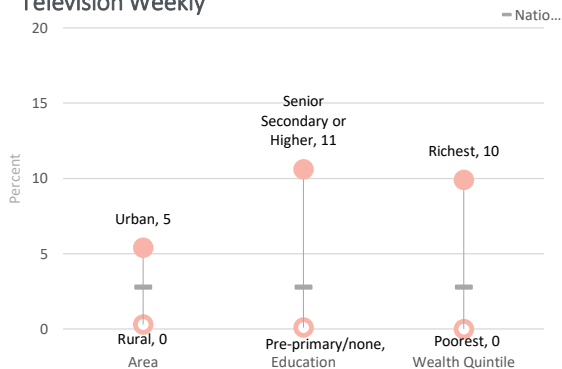 Television Weekly
Natio…
20
15
10
5
0
Percent
Senior
Secondary or
Higher, 11
Richest, 10
Urban, 5
Rural, 0
Pre-primary/none,
Poorest, 0
Area
Education
Wealth Quintile